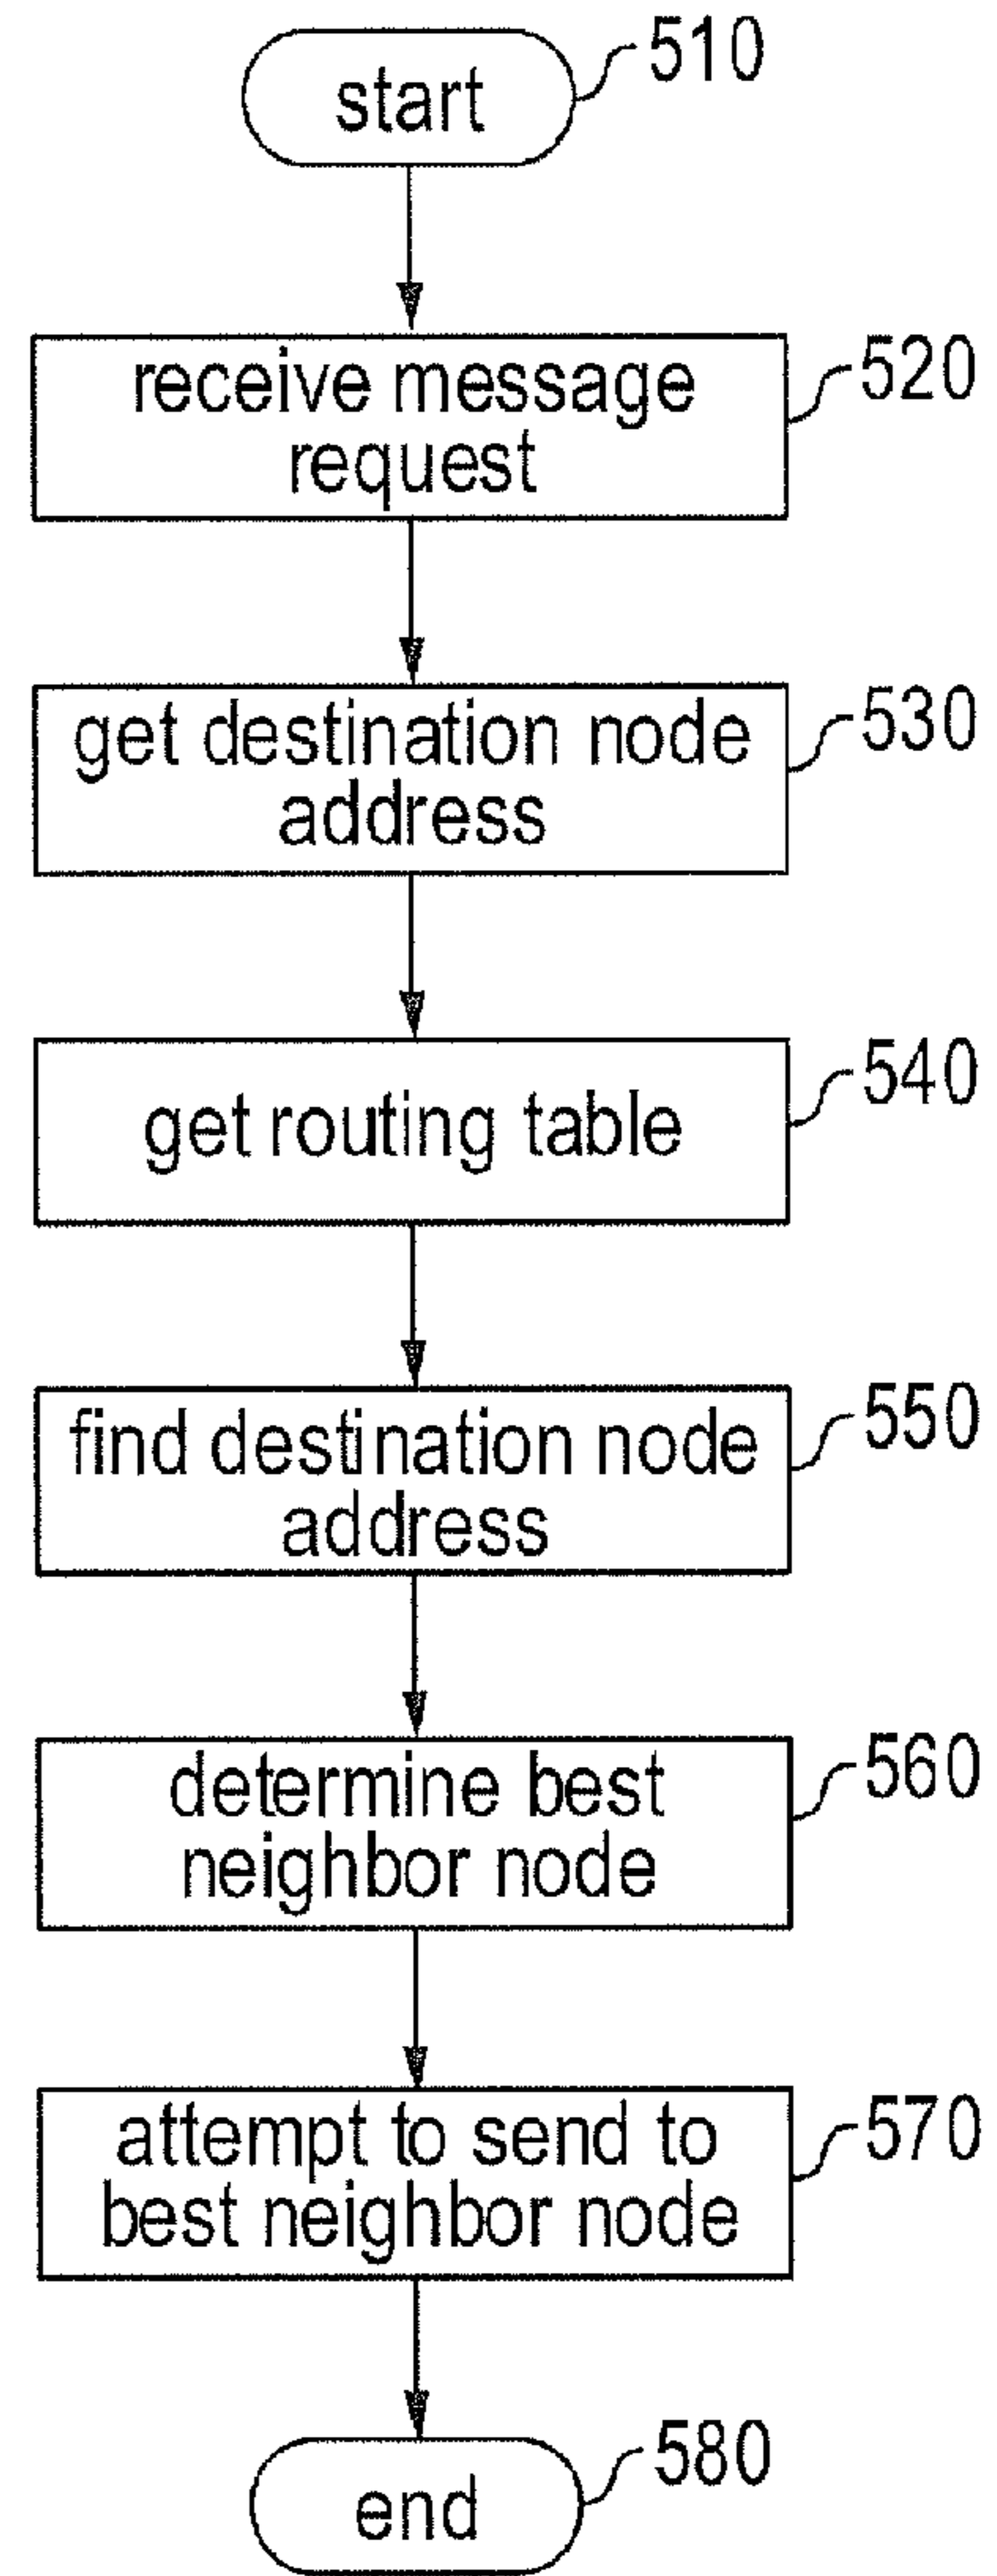 start
510
receive message
request
520
get destination node
address
530
get routing table
540
find destination node
address
550
determine best
neighbor node
560
attempt to send to
best neighbor node
570
end
580